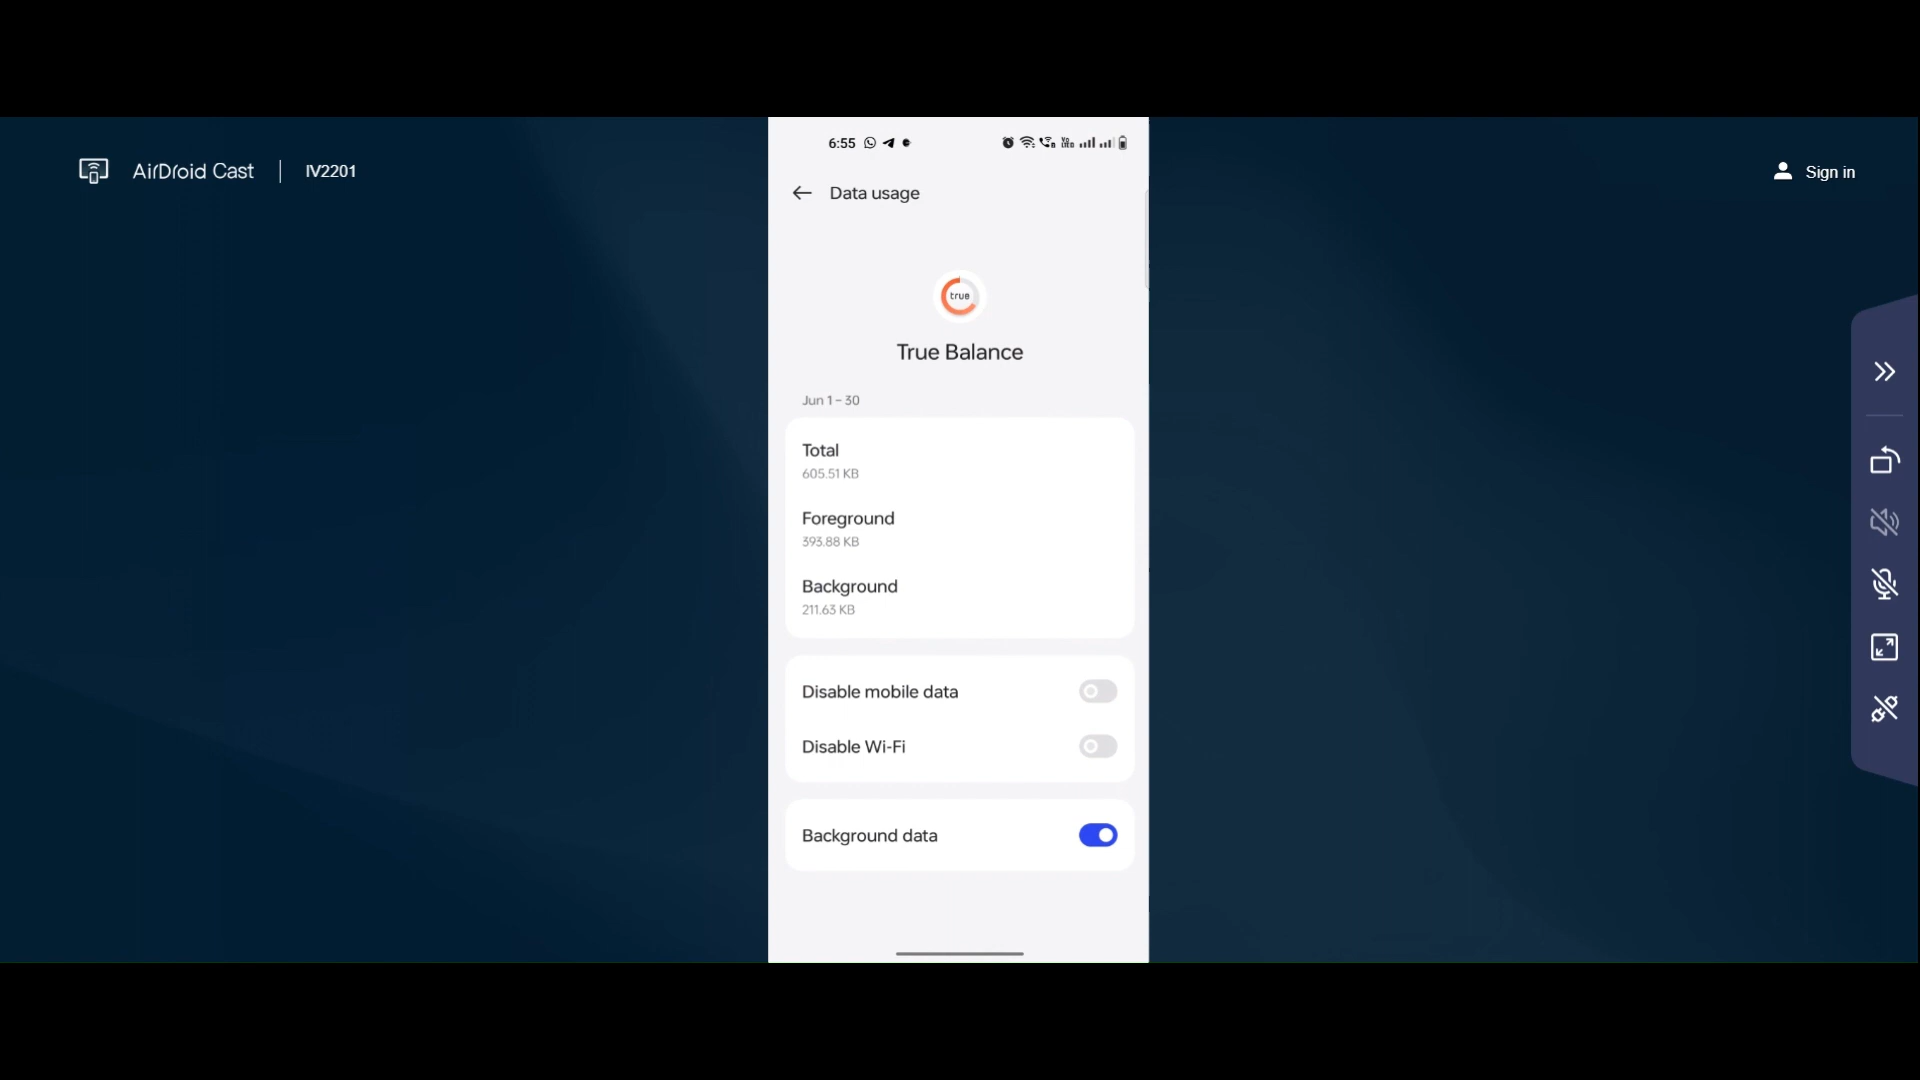 AirDroid Cast | IV2201
Sign in
6:55
Data usage
true
True Balance
Jun 1 – 30
Total
605.51 KB
Foreground
393.88 KB
Background
211.63 KB
Disable mobile data
Disable Wi-Fi
Background data